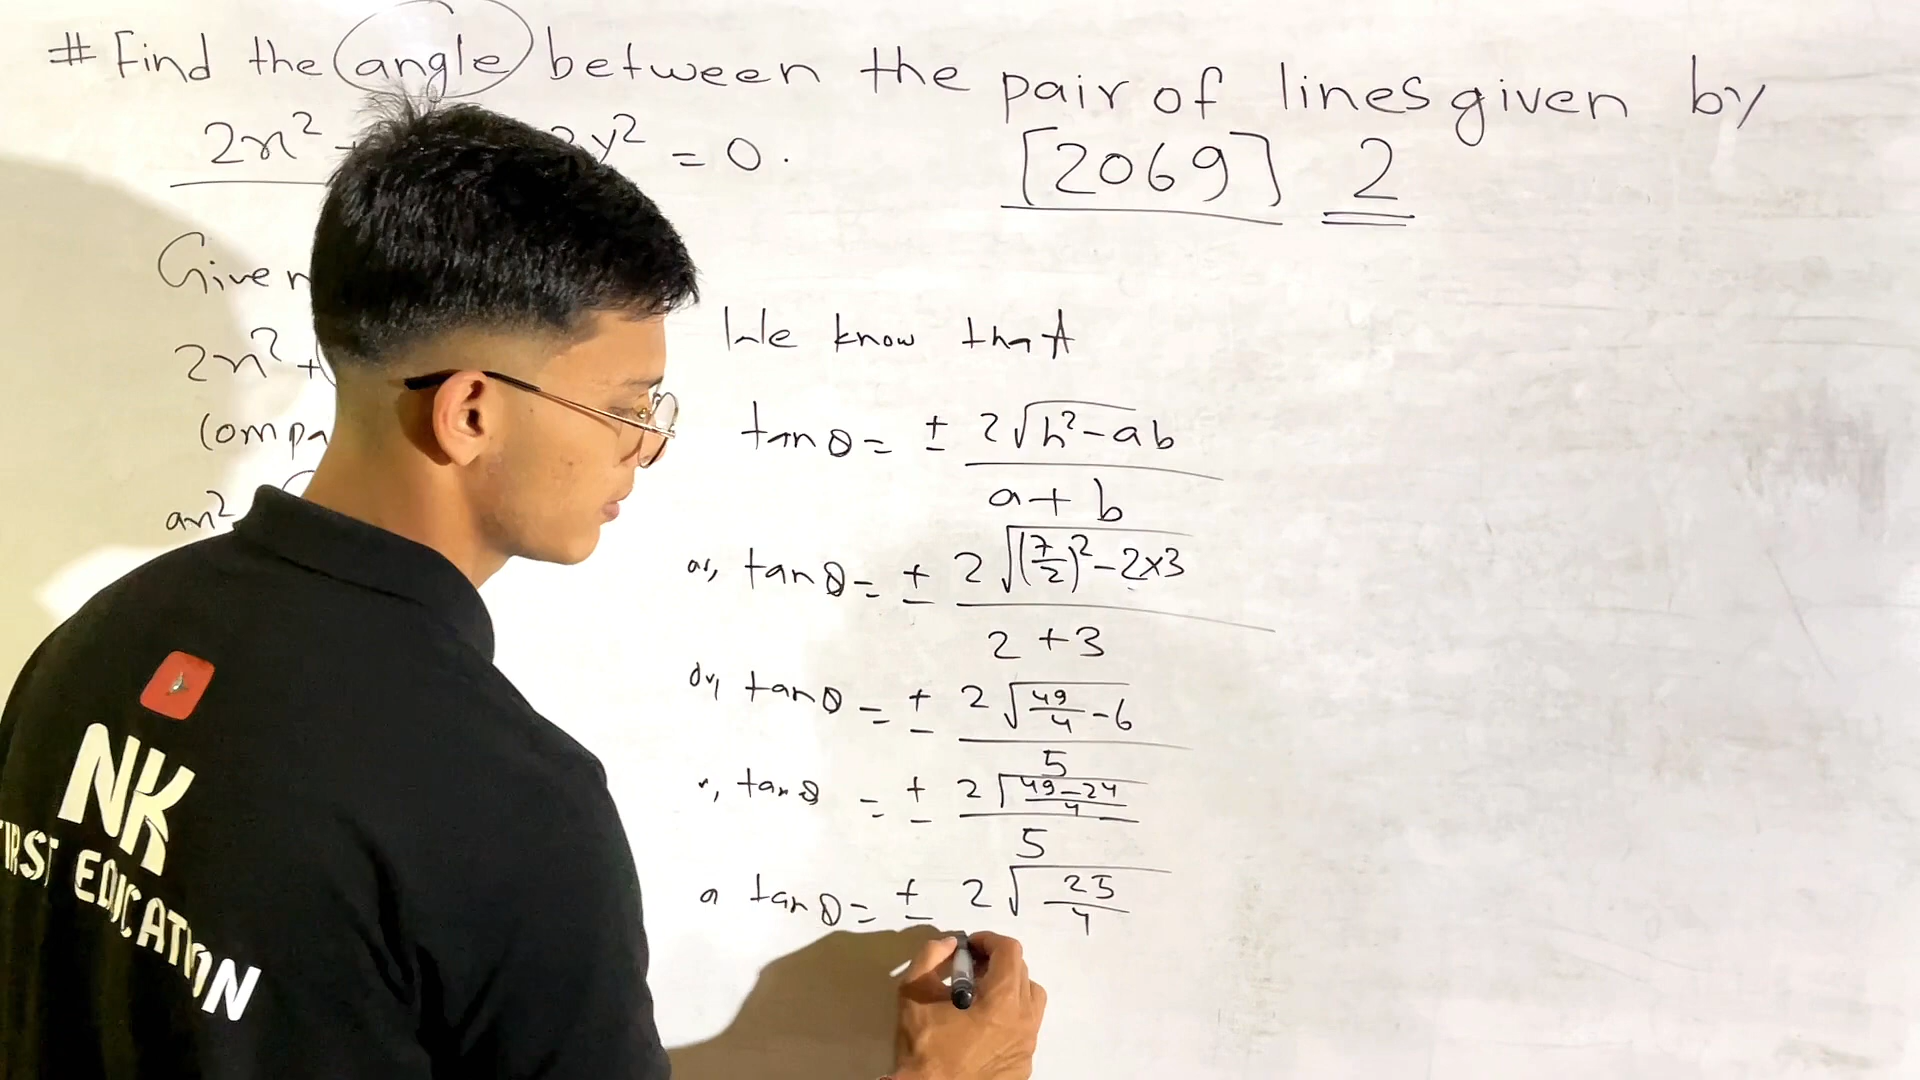 # Find the angle between the pair of lines given by
2x² + y² = 0. [2069] 2
Given
2x² +
Compa
ax²
We know that
tanθ = ± 2√h²-ab
a + b
or, tanθ = ± 2√(7/2)²-2×3
2 + 3
or, tanθ = ± 2√49/4-6
5
r, tanθ = ± 2√49-24/4
5
tanθ = ± 2√25/4
NK
FIRST EDUCATION